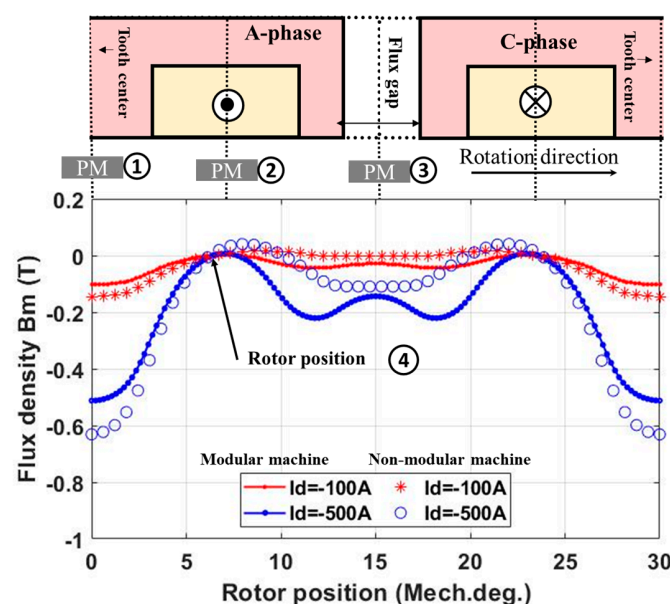 A-phase
C-phase
Tooth center
Flux gap
Tooth center
PM ①
PM ②
PM ③
Rotation direction
0.2
0
-0.2
-0.4
-0.6
-0.8
-1
Flux density Bm (T)
Rotor position ④
Modular machine Non-modular machine
Id=-100A Id=-100A
Id=-500A Id=-500A
0 5 10 15 20 25 30
Rotor position (Mech.deg.)